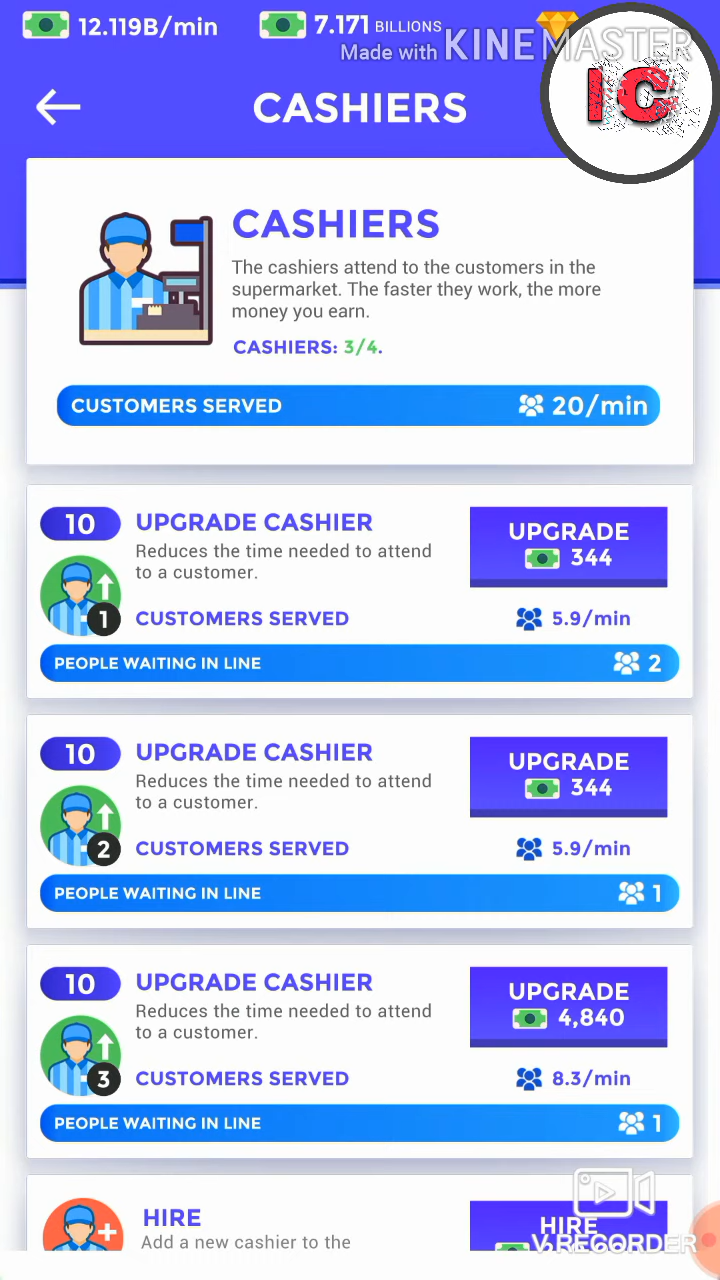 12.119B/min
7.171 BILLIONS
Made with KINEMASTER
IC
CASHIERS
CASHIERS
The cashiers attend to the customers in the
supermarket. The faster they work, the more
money you earn.
CASHIERS: 3/4.
CUSTOMERS SERVED 20/min
10 UPGRADE CASHIER
Reduces the time needed to attend
to a customer.
UPGRADE
344
1 CUSTOMERS SERVED 5.9/min
PEOPLE WAITING IN LINE 2
10 UPGRADE CASHIER
Reduces the time needed to attend
to a customer.
UPGRADE
344
2 CUSTOMERS SERVED 5.9/min
PEOPLE WAITING IN LINE 1
10 UPGRADE CASHIER
Reduces the time needed to attend
to a customer.
UPGRADE
4,840
3 CUSTOMERS SERVED 8.3/min
PEOPLE WAITING IN LINE 1
HIRE
Add a new cashier to the
HIRE
V.RECORDER